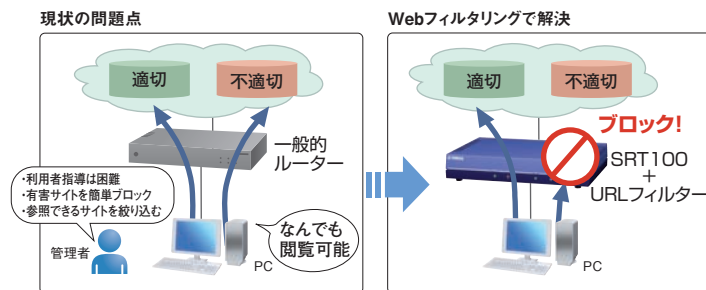 現状の問題点
適切
不適切
一般的
ルーター
・利用者指導は困難
・有害サイトを簡単ブロック
・参照できるサイトを絞り込む
管理者
なんでも
閲覧可能
PC
Webフィルタリングで解決
適切
不適切
ブロック!
SRT100
+
URLフィルター
PC